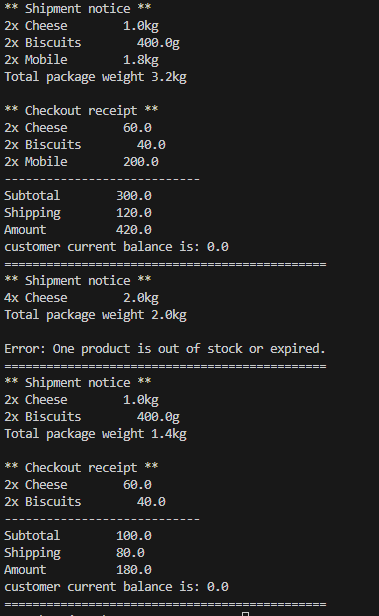 ** Shipment notice **
2x Cheese        1.0kg
2x Biscuits        400.0g
2x Mobile        1.8kg
Total package weight 3.2kg

** Checkout receipt **
2x Cheese        60.0
2x Biscuits        40.0
2x Mobile        200.0
----------------------------
Subtotal        300.0
Shipping        120.0
Amount          420.0
customer current balance is: 0.0
==============================================
** Shipment notice **
4x Cheese        2.0kg
Total package weight 2.0kg

Error: One product is out of stock or expired.
==============================================
** Shipment notice **
2x Cheese        1.0kg
2x Biscuits        400.0g
Total package weight 1.4kg

** Checkout receipt **
2x Cheese        60.0
2x Biscuits        40.0
----------------------------
Subtotal        100.0
Shipping        80.0
Amount          180.0
customer current balance is: 0.0
==============================================